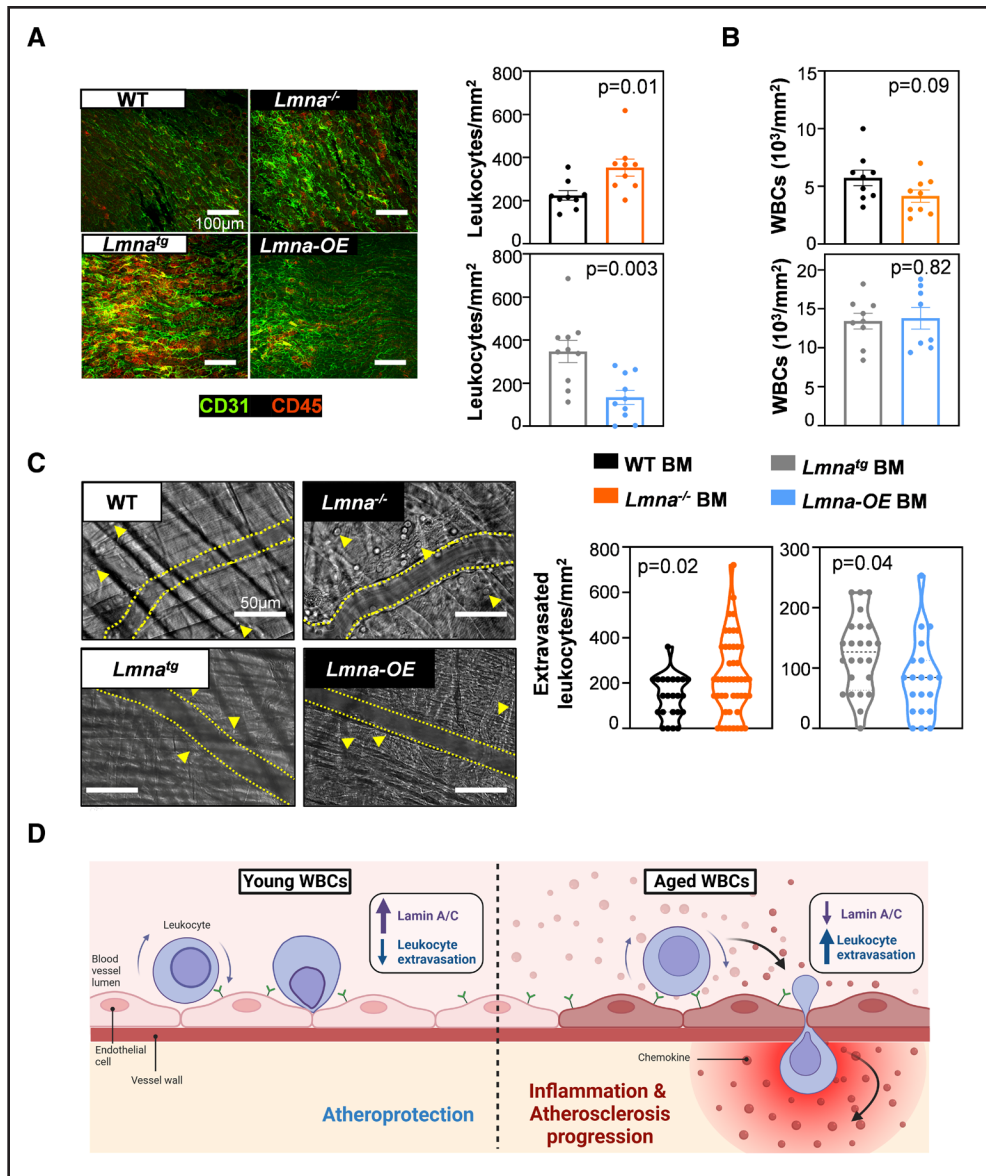 A
B
WT
Lmna-/-
100µm
Lmnatg
Lmna-OE
CD31 CD45
Leukocytes/mm2
800
600
400
200
0
p=0.01
Leukocytes/mm2
800
600
400
200
0
p=0.003
WBCs (103/mm2)
15
10
5
0
p=0.09
WBCs (103/mm2)
20
15
10
5
0
p=0.82
C
WT
Lmna-/-
50µm
Lmnatg
Lmna-OE
WT BM
Lmnatg BM
Lmna-/- BM
Lmna-OE BM
Extravasated
leukocytes/mm2
800
600
400
200
0
p=0.02
300
200
100
0
p=0.04
D
Young WBCs
Aged WBCs
Leukocyte
Lamin A/C
Leukocyte
extravasation
Lamin A/C
Leukocyte
extravasation
Blood
vessel
lumen
Endothelial
cell
Vessel wall
Chemokine
Atheroprotection
Inflammation &
Atherosclerosis
progression